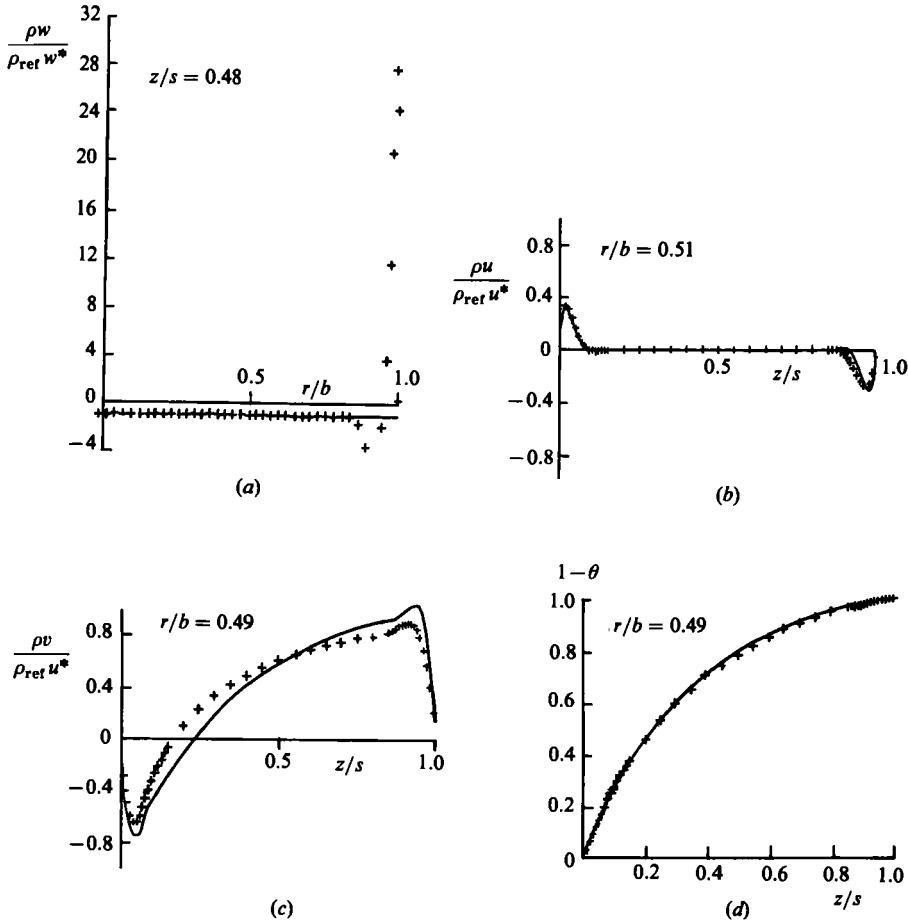 ρw
ρref w*
32
28
24
20
16
12
8
4
0
−4
z/s = 0.48
0.5
r/b
1.0
(a)
ρu
ρref u*
0.8
0.4
0
−0.4
−0.8
r/b = 0.51
0.5
z/s
1.0
(b)
ρv
ρref u*
0.8
0.4
0
−0.4
−0.8
r/b = 0.49
0.5
z/s
1.0
(c)
1−θ
1.0
0.8
0.6
0.4
0.2
0
r/b = 0.49
0.2
0.4
0.6
0.8
1.0
z/s
(d)